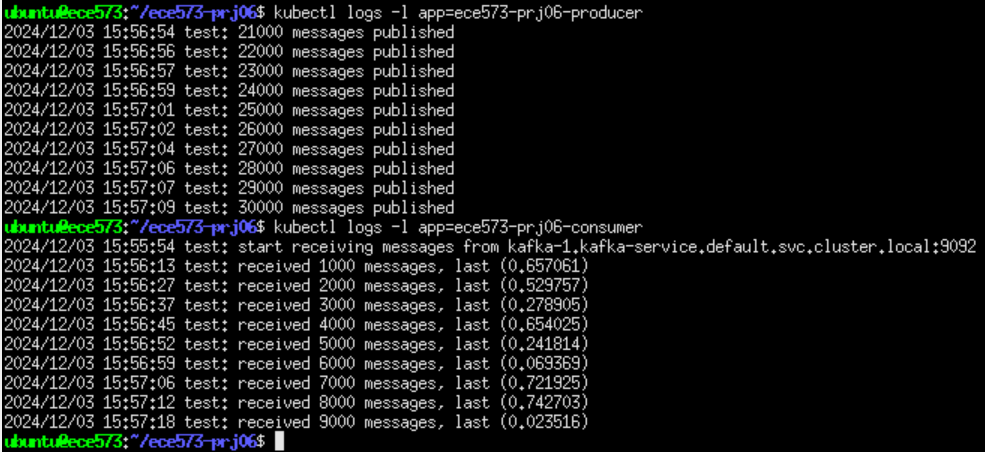 ubuntu@ece573:~/ece573-prj06$ kubectl logs -l app=ece573-prj06-producer
2024/12/03 15:56:54 test: 21000 messages published
2024/12/03 15:56:56 test: 22000 messages published
2024/12/03 15:56:57 test: 23000 messages published
2024/12/03 15:56:59 test: 24000 messages published
2024/12/03 15:57:01 test: 25000 messages published
2024/12/03 15:57:02 test: 26000 messages published
2024/12/03 15:57:04 test: 27000 messages published
2024/12/03 15:57:06 test: 28000 messages published
2024/12/03 15:57:07 test: 29000 messages published
2024/12/03 15:57:09 test: 30000 messages published
ubuntu@ece573:~/ece573-prj06$ kubectl logs -l app=ece573-prj06-consumer
2024/12/03 15:55:54 test: start receiving messages from kafka-1.kafka-service.default.svc.cluster.local:9092
2024/12/03 15:56:13 test: received 1000 messages, last (0.657061)
2024/12/03 15:56:27 test: received 2000 messages, last (0.529757)
2024/12/03 15:56:37 test: received 3000 messages, last (0.278905)
2024/12/03 15:56:45 test: received 4000 messages, last (0.654025)
2024/12/03 15:56:52 test: received 5000 messages, last (0.241814)
2024/12/03 15:56:59 test: received 6000 messages, last (0.069369)
2024/12/03 15:57:06 test: received 7000 messages, last (0.721925)
2024/12/03 15:57:12 test: received 8000 messages, last (0.742703)
2024/12/03 15:57:18 test: received 9000 messages, last (0.023516)
ubuntu@ece573:~/ece573-prj06$